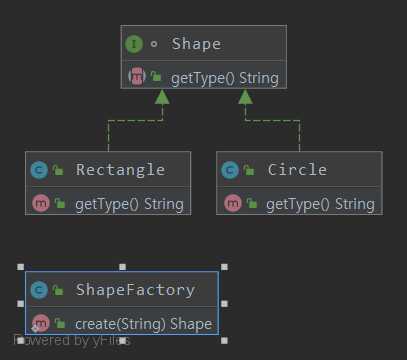 I Shape
m getType() String
C Rectangle
m getType() String
C Circle
m getType() String
C ShapeFactory
m create(String) Shape
Powered by yFiles